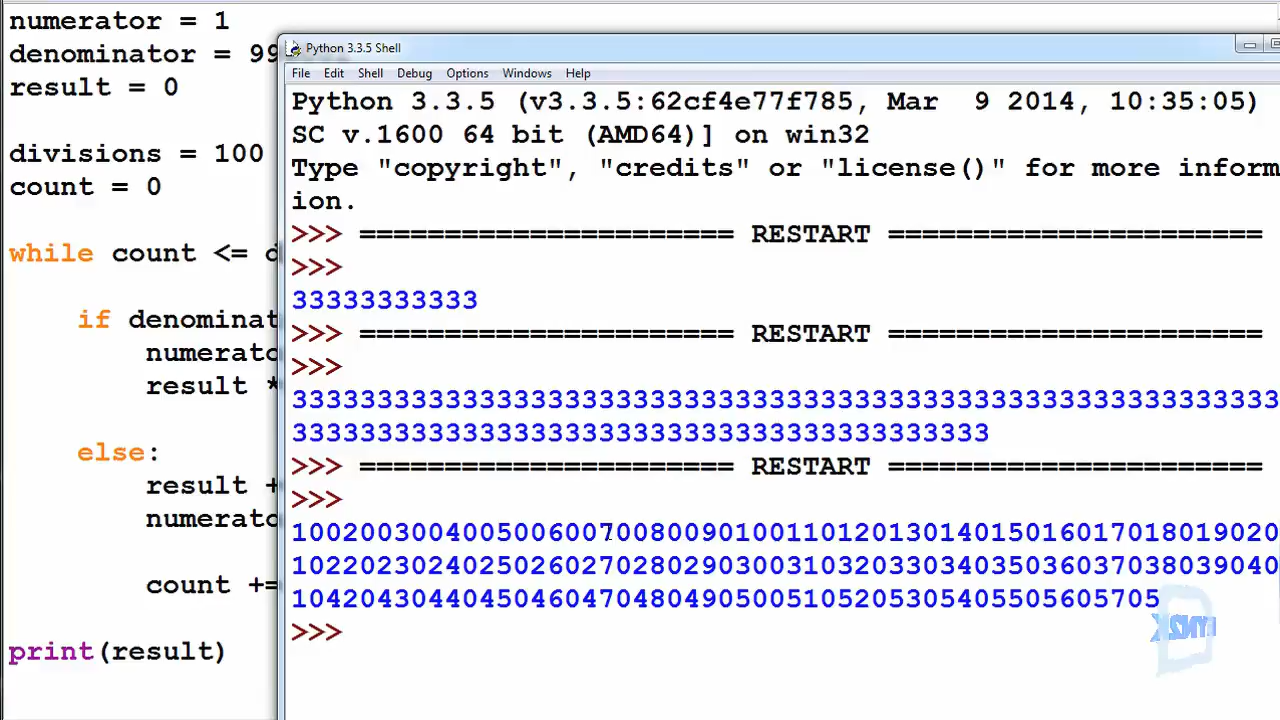 numerator = 1
denominator = 99
result = 0
divisions = 100
count = 0
while count <= d
if denominat
numerato
result *
else:
result +
numerato
count +=
print(result)
Python 3.3.5 Shell
File Edit Shell Debug Options Windows Help
Python 3.3.5 (v3.3.5:62cf4e77f785, Mar  9 2014, 10:35:05)
SC v.1600 64 bit (AMD64)] on win32
Type "copyright", "credits" or "license()" for more inform
ion.
>>> ====================== RESTART ======================
>>>
33333333333
>>> ====================== RESTART ======================
>>>
3333333333333333333333333333333333333333333333333333333333
33333333333333333333333333333333333333333
>>> ====================== RESTART ======================
>>>
1002003004005006007008009010011012013014015016017018019020
1022023024025026027028029030031032033034035036037038039040
104204304404504604704804905005105205305405505605705
>>>